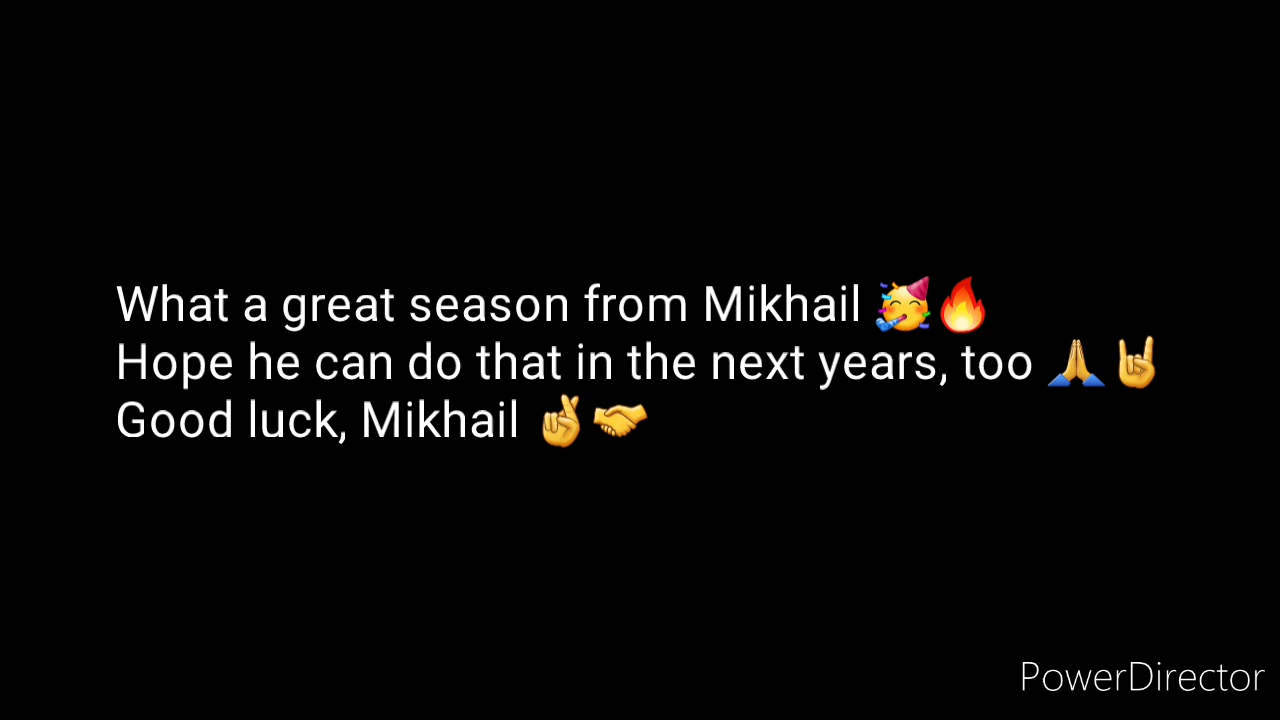 What a great season from Mikhail 🥳🔥
Hope he can do that in the next years, too 🙏🤘
Good luck, Mikhail 🤞🤝
PowerDirector